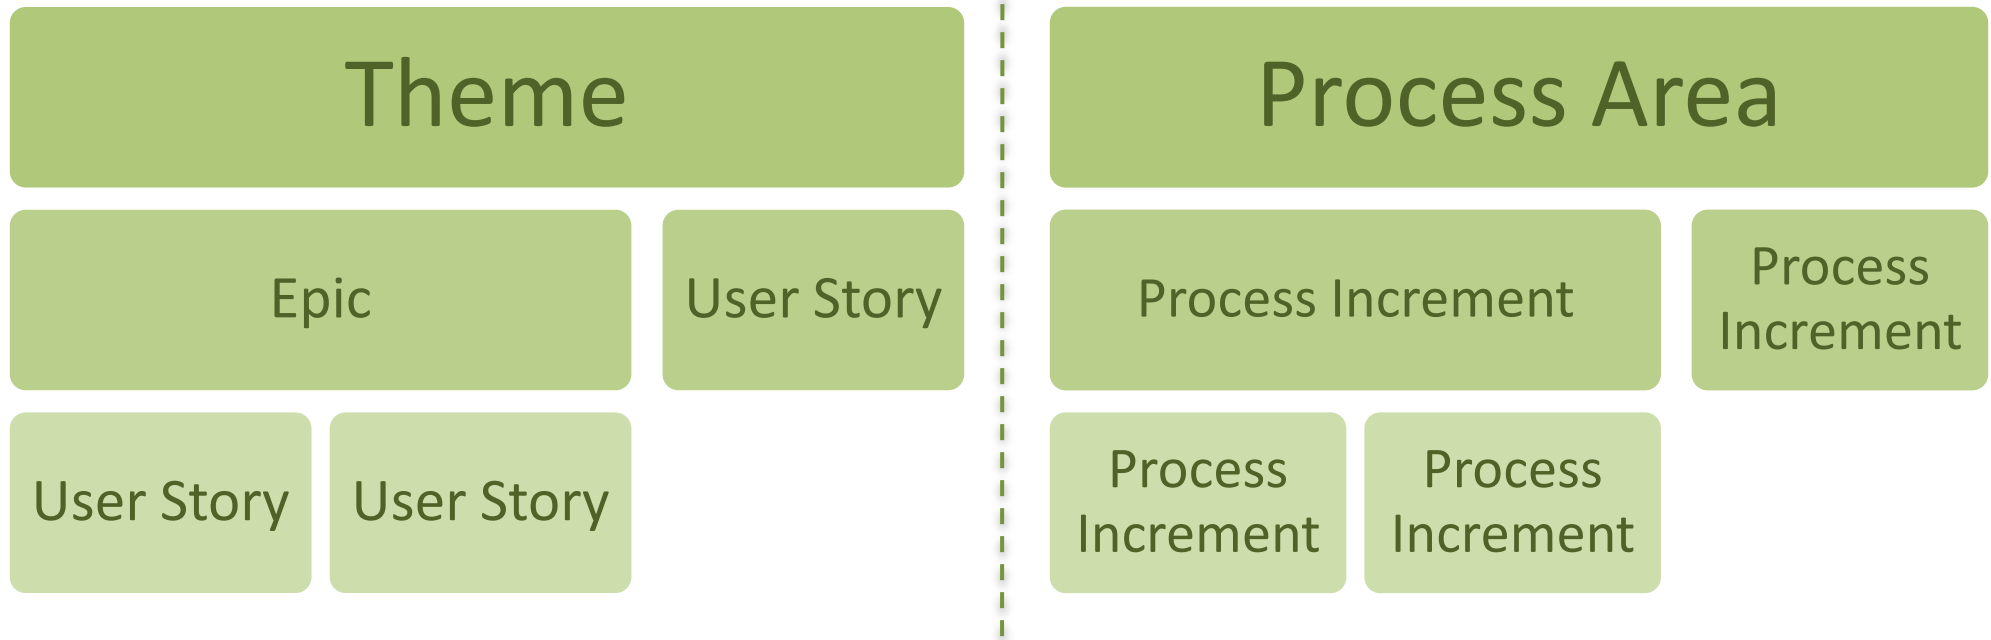 Theme
Epic
User Story
User Story
User Story
Process Area
Process Increment
Process
Increment
Process
Increment
Process
Increment